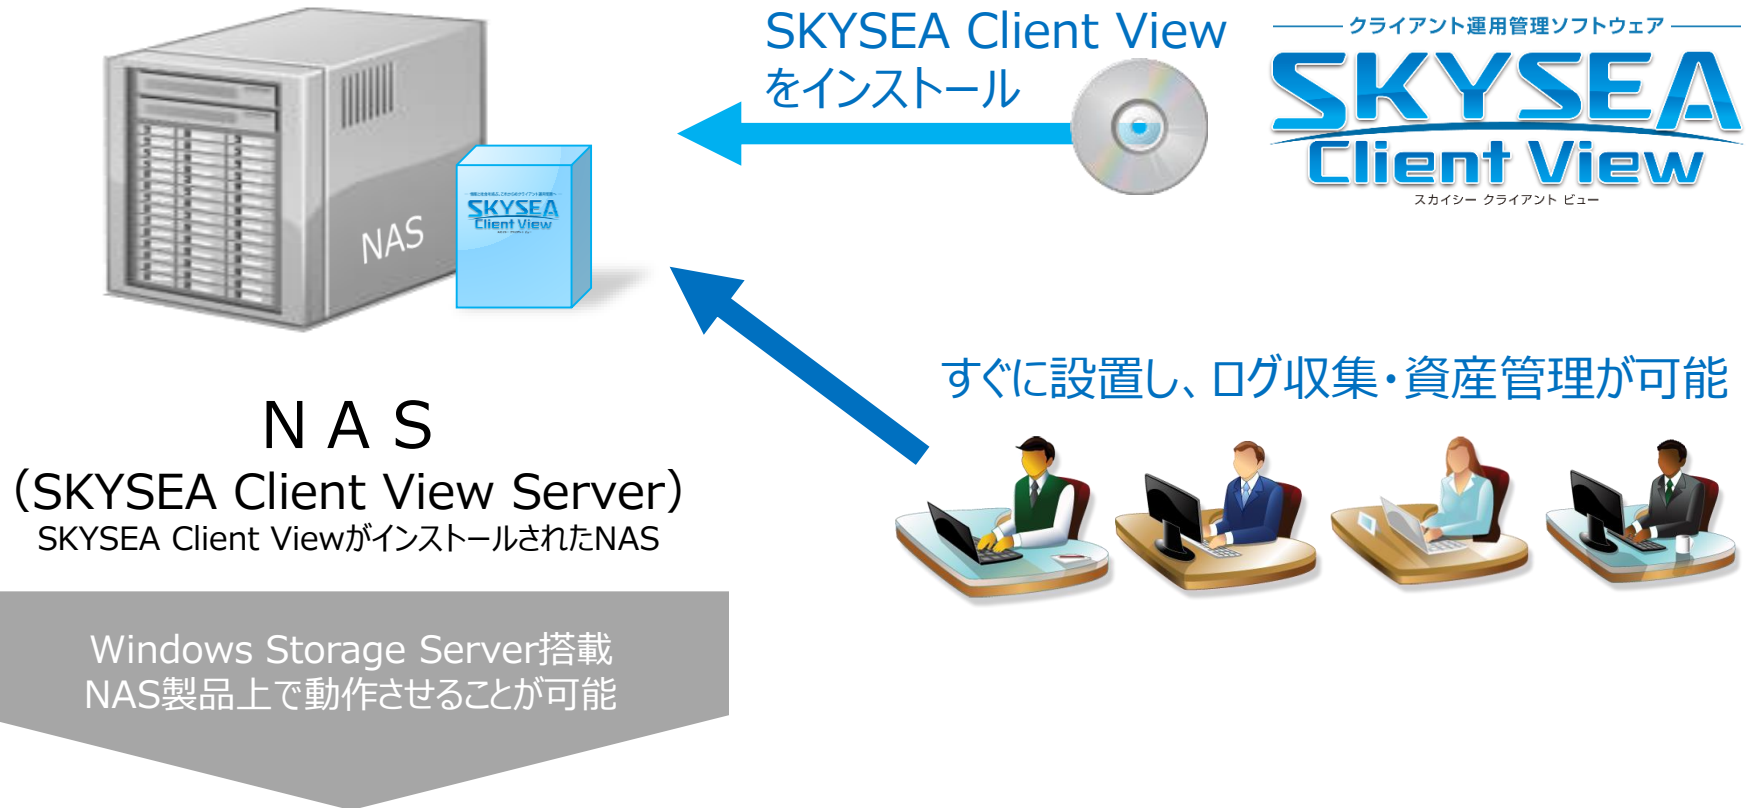 SKYSEA Client View
をインストール
クライアント運用管理ソフトウェア
SKYSEA
Client View
スカイシー クライアント ビュー
SKYSEA
Client View
NAS
すぐに設置し、ログ収集・資産管理が可能
ＮＡＳ
（SKYSEA Client View Server）
SKYSEA Client ViewがインストールされたNAS
Windows Storage Server搭載
NAS製品上で動作させることが可能